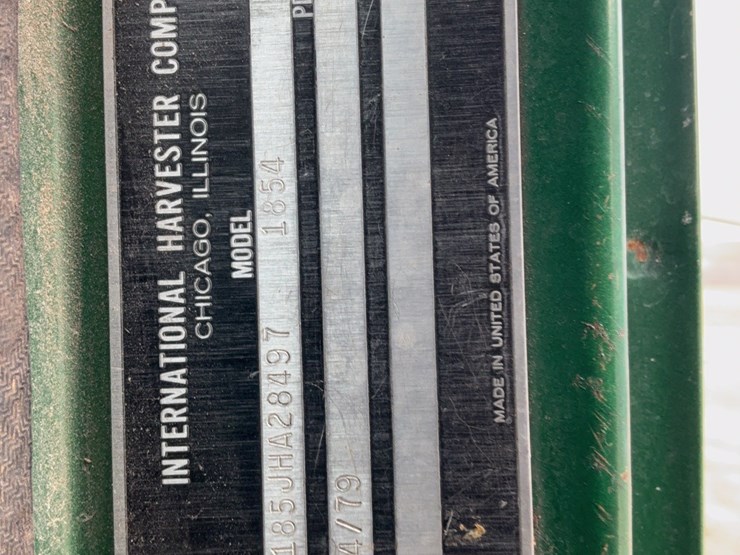 INTERNATIONAL HARVESTER COMP
CHICAGO, ILLINOIS
MODEL
185JHA28497 1854
4/79
MADE IN UNITED STATES OF AMERICA